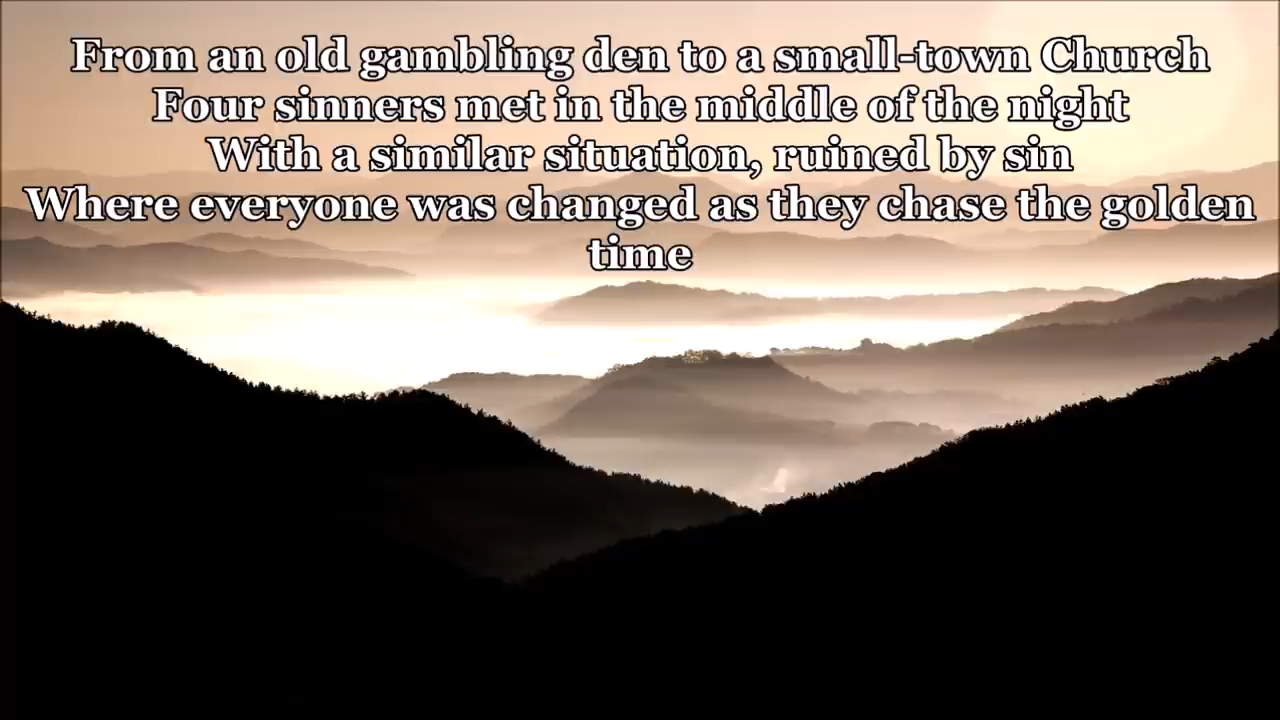 From an old gambling den to a small-town Church
Four sinners met in the middle of the night
With a similar situation, ruined by sin
Where everyone was changed as they chase the golden
time